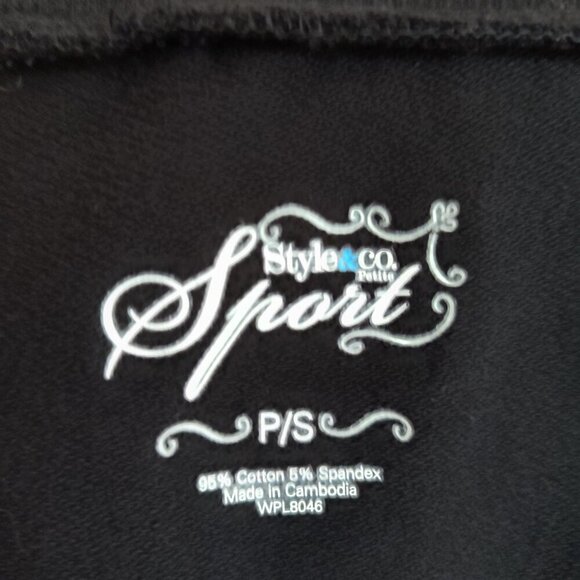 Style&co.
Petite
Sport
P/S
95% Cotton 5% Spandex
Made in Cambodia
WPL8046